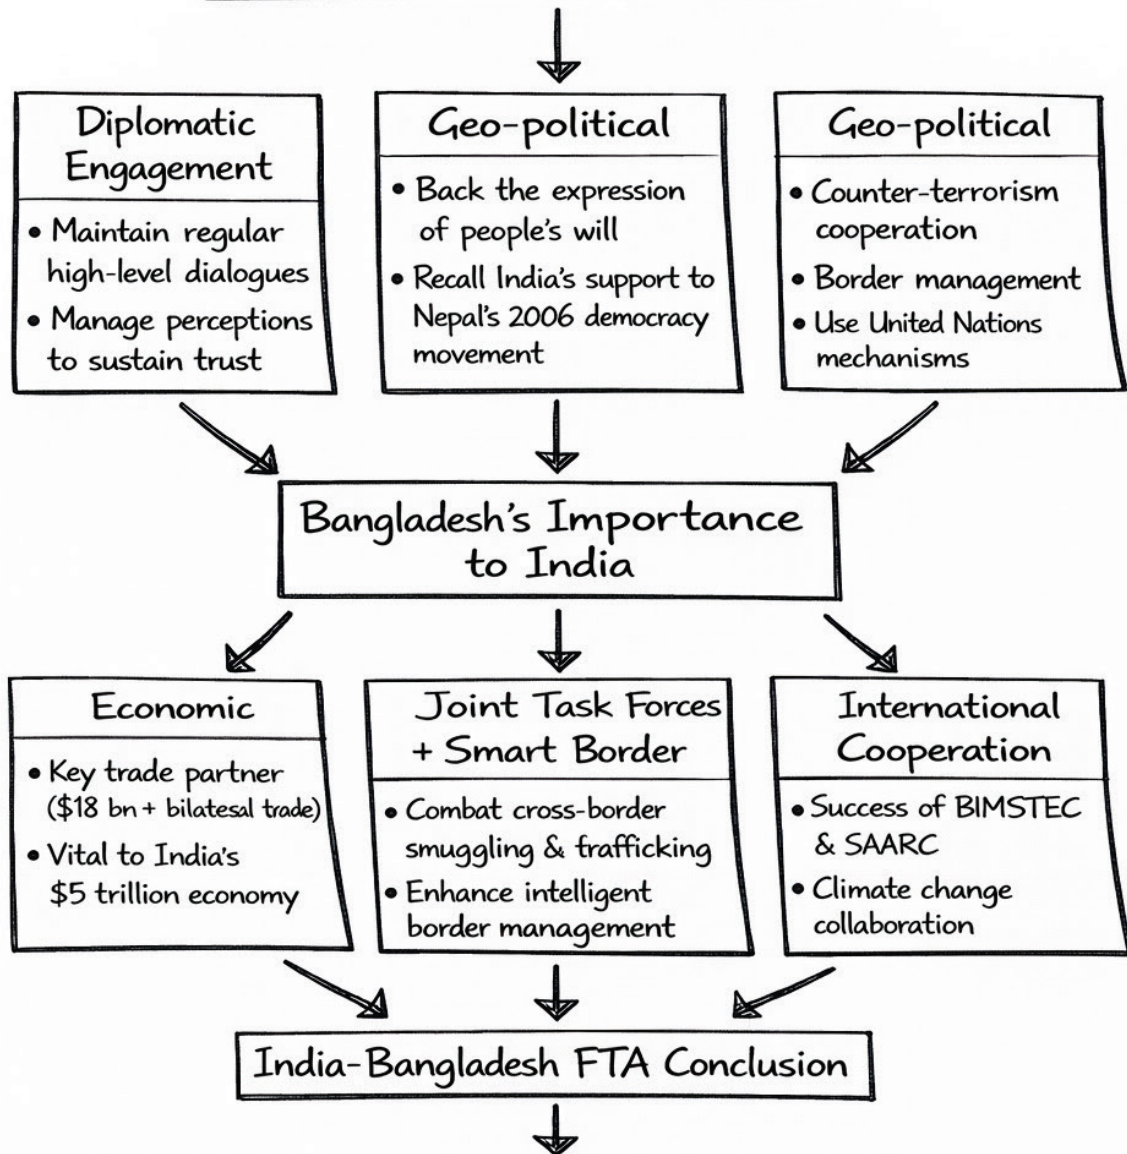 Diplomatic
Engagement
• Maintain regular
high-level dialogues
• Manage perceptions
to sustain trust
Geo-political
• Back the expression
of people's will
• Recall India's support to
Nepal's 2006 democracy
movement
Geo-political
• Counter-terrorism
cooperation
• Border management
• Use United Nations
mechanisms
Bangladesh's Importance
to India
Economic
• Key trade partner
($18 bn+ bilatesal trade)
• Vital to India's
$5 trillion economy
Joint Task Forces
+ Smart Border
• Combat cross-border
smuggling & trafficking
• Enhance intelligent
border management
International
Cooperation
• Success of BIMSTEC
& SAARC
• Climate change
collaboration
India-Bangladesh FTA Conclusion